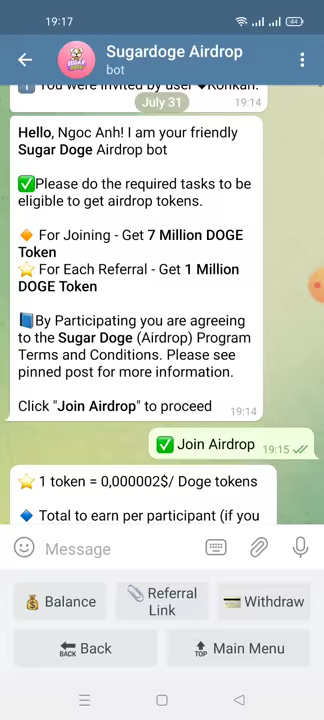 19:17
44
Sugardoge Airdrop
bot
You were invited by user
July 31
19:14
Hello, Ngoc Anh! I am your friendly
Sugar Doge Airdrop bot
✅Please do the required tasks to be
eligible to get airdrop tokens.
🔸 For Joining - Get 7 Million DOGE
Token
⭐ For Each Referral - Get 1 Million
DOGE Token
📘By Participating you are agreeing
to the Sugar Doge (Airdrop) Program
Terms and Conditions. Please see
pinned post for more information.
Click "Join Airdrop" to proceed
19:14
✅ Join Airdrop
19:15
⭐ 1 token = 0,000002$/ Doge tokens
🔹 Total to earn per participant (if you
Message
💰 Balance
📎 Referral
Link
💳 Withdraw
BACK Back
TOP Main Menu